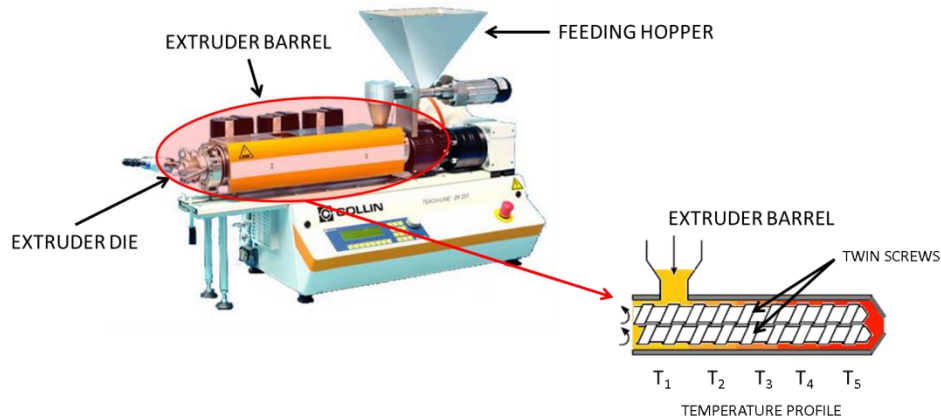 EXTRUDER BARREL
FEEDING HOPPER
COLLIN
EXTRUDER DIE
EXTRUDER BARREL
TWIN SCREWS
T₁ T₂ T₃ T₄ T₅
TEMPERATURE PROFILE